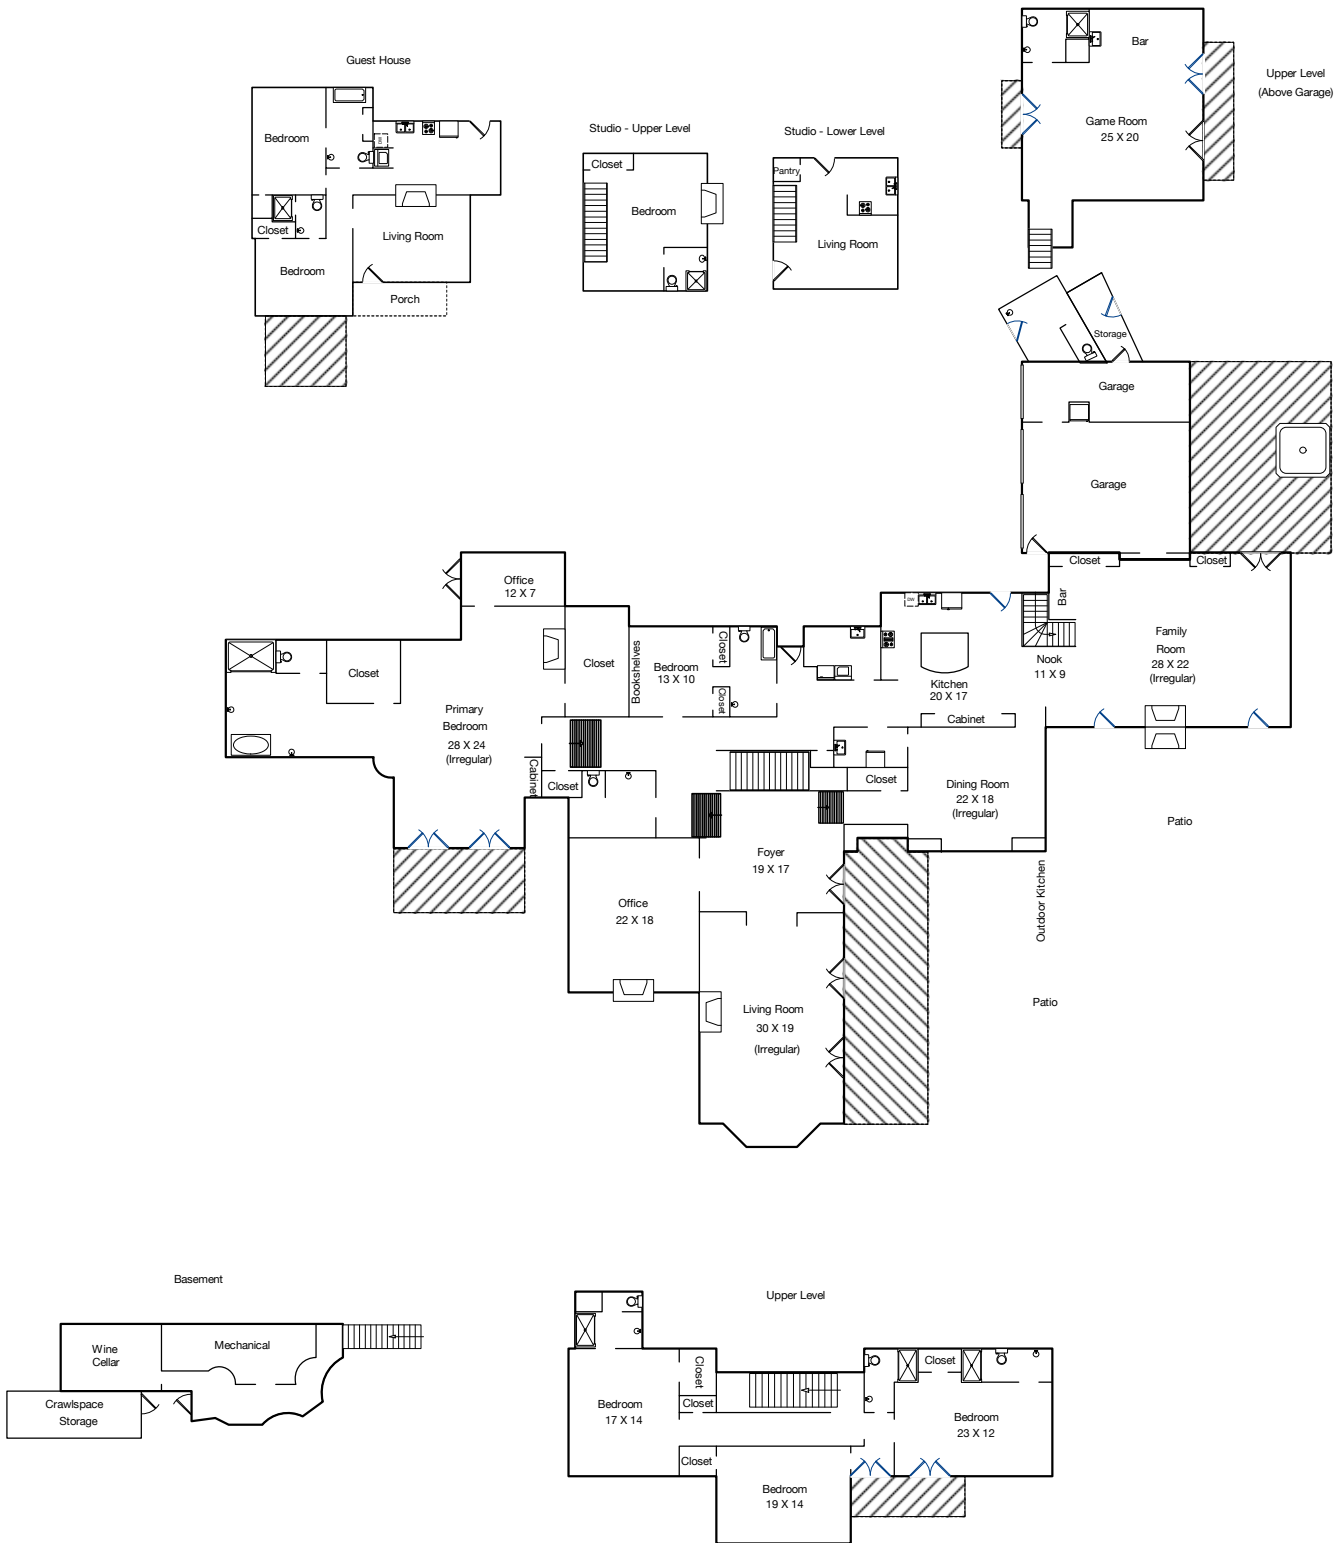 Guest House
Bedroom
DW
Closet
Living Room
Bedroom
Porch
Studio - Upper Level
Closet
Bedroom
Studio - Lower Level
Pantry
Living Room
Bar
Game Room
25 X 20
Upper Level
(Above Garage)
Storage
Garage
Garage
Closet
Closet
Bar
Family
Room
28 X 22
(Irregular)
Nook
11 X 9
Office
12 X 7
Closet
Closet
Bookshelves
Bedroom
13 X 10
Closet
Closet
DW
Kitchen
20 X 17
Cabinet
Primary
Bedroom
28 X 24
(Irregular)
Cabinet
Closet
Closet
Dining Room
22 X 18
(Irregular)
Patio
Foyer
19 X 17
Outdoor Kitchen
Office
22 X 18
Patio
Living Room
30 X 19
(Irregular)
Basement
Wine
Cellar
Mechanical
Crawlspace
Storage
Upper Level
Closet
Closet
Bedroom
17 X 14
Closet
Closet
Bedroom
23 X 12
Bedroom
19 X 14